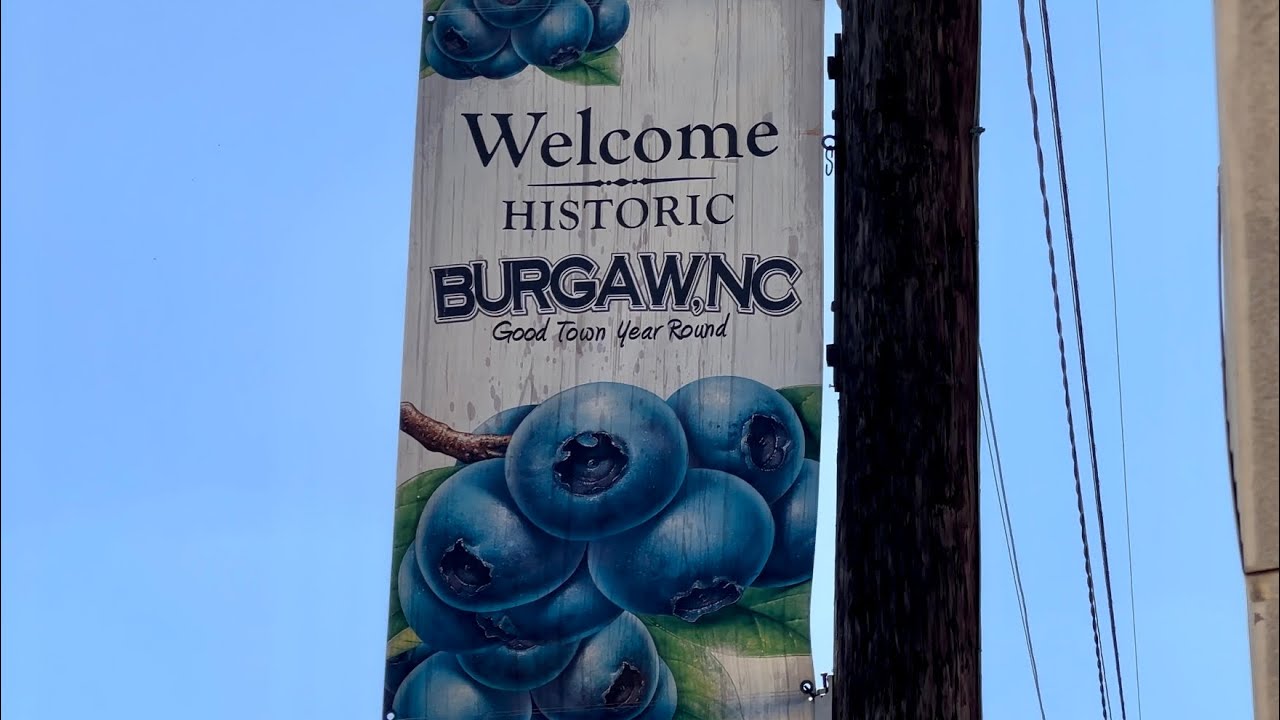 Welcome
HISTORIC
BURGAW, NC
Good Town Year Round